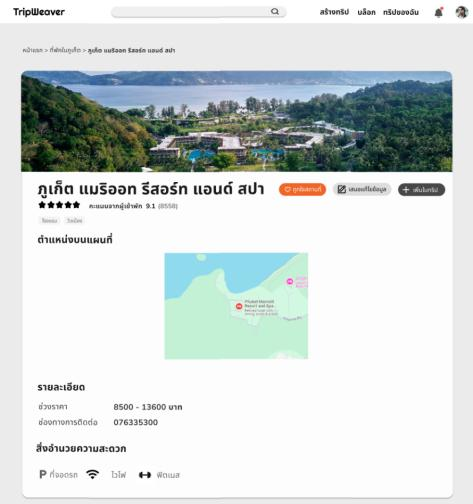 TripWeaver
สร้างทริป บล็อก ทริปของฉัน
หน้าแรก > ที่พักในภูเก็ต > ภูเก็ต แมริออท รีสอร์ท แอนด์ สปา
ภูเก็ต แมริออท รีสอร์ท แอนด์ สปา
ถูกใจสถานที่ เสนอแก้ไขข้อมูล เพิ่มในทริป
คะแนนจากผู้เข้าพัก 9.1 (8558)
โรงแรม
ตำแหน่งบนแผนที่
Phuket Marriott
Resort and Spa,
รายละเอียด
ช่วงราคา 8500 - 13600 บาท
ช่องทางการติดต่อ 076335300
สิ่งอำนวยความสะดวก
P ที่จอดรถ ไวไฟ ฟิตเนส